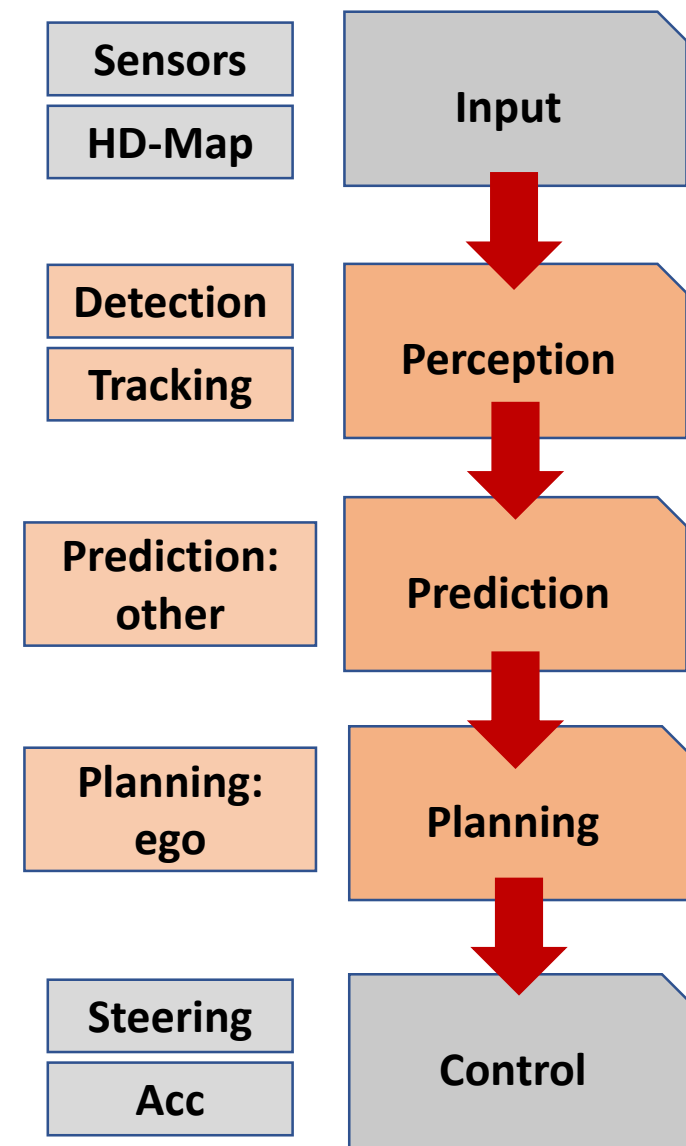 Sensors
HD-Map
Input
Detection
Tracking
Perception
Prediction:
other
Prediction
Planning:
ego
Planning
Steering
Acc
Control